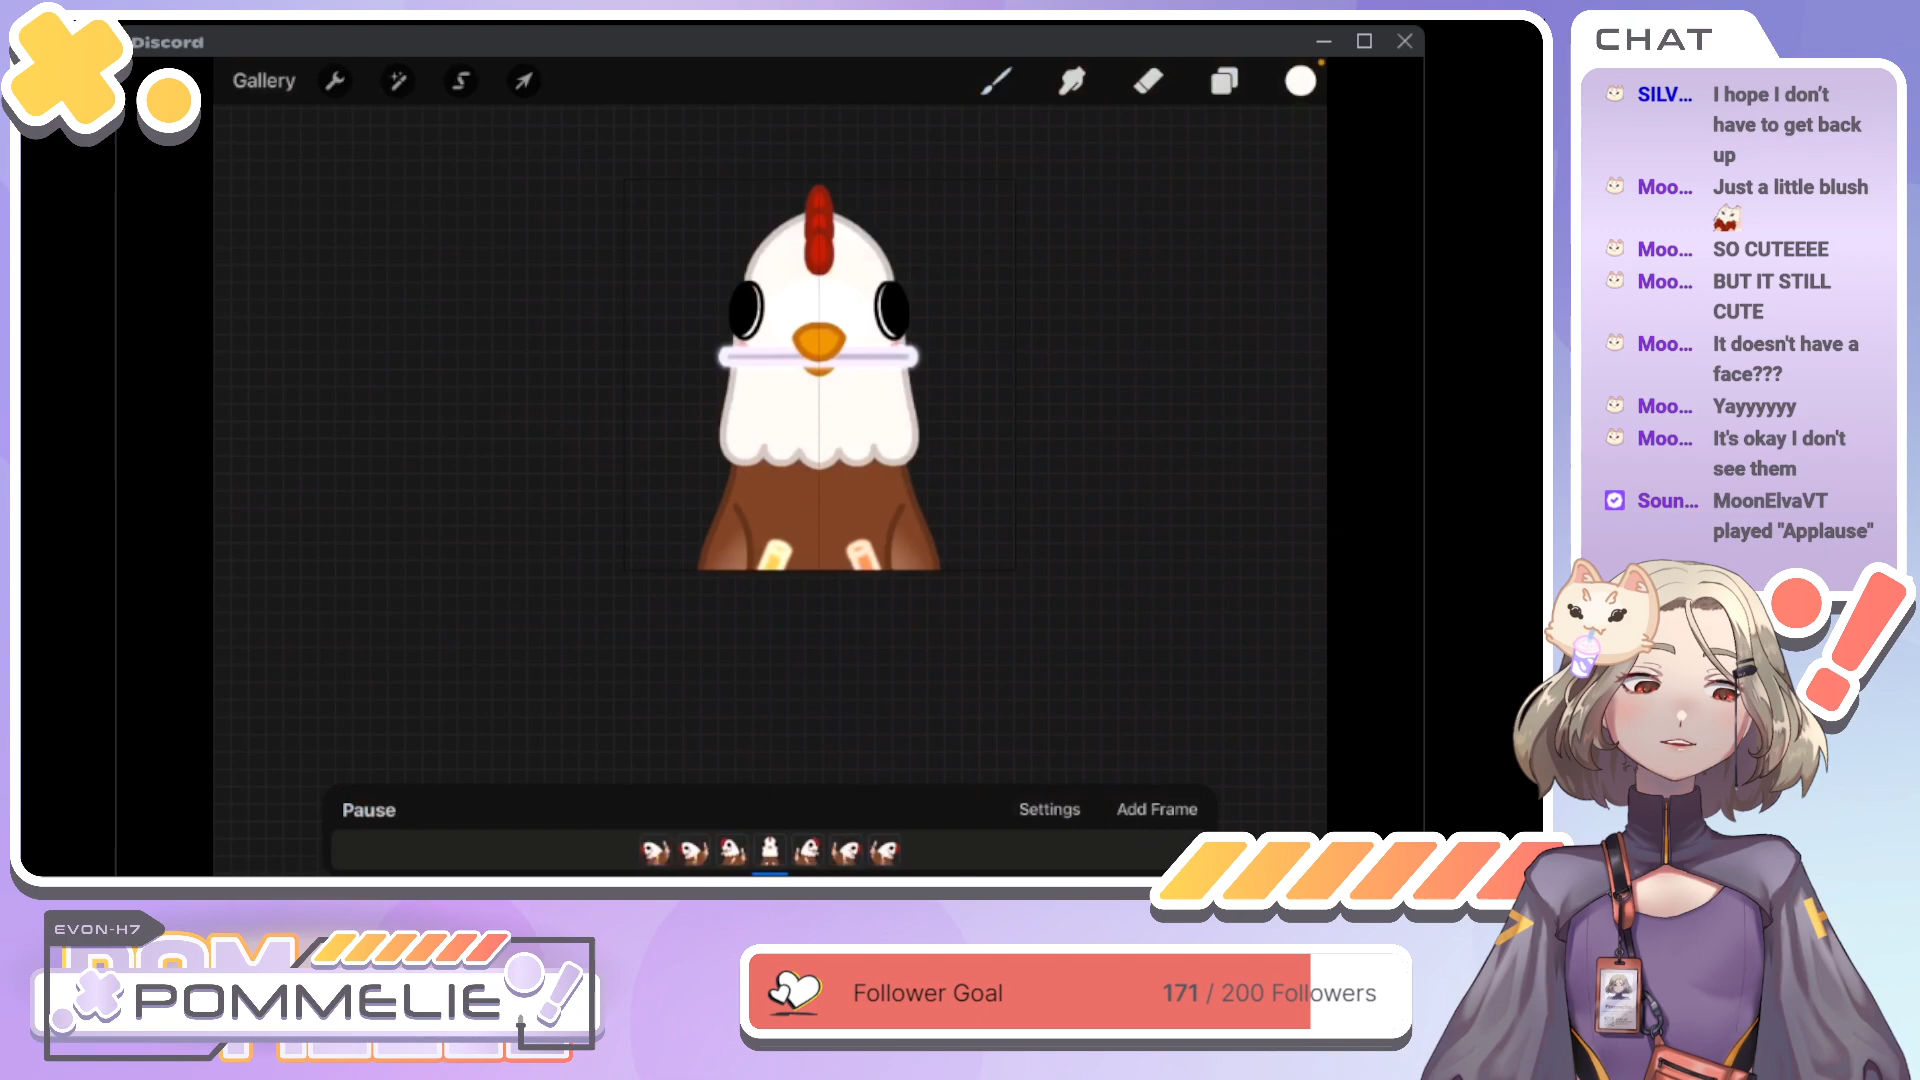 Discord
Gallery
Pause
Settings
Add Frame
CHAT
SILV... I hope I don't
have to get back
up
Moo... Just a little blush
Moo... SO CUTEEEE
Moo... BUT IT STILL
CUTE
Moo... It doesn't have a
face???
Moo... Yayyyyyy
Moo... It's okay I don't
see them
Soun... MoonElvaVT
played "Applause"
EVON-H7
POMMELIE
Follower Goal
171 / 200 Followers